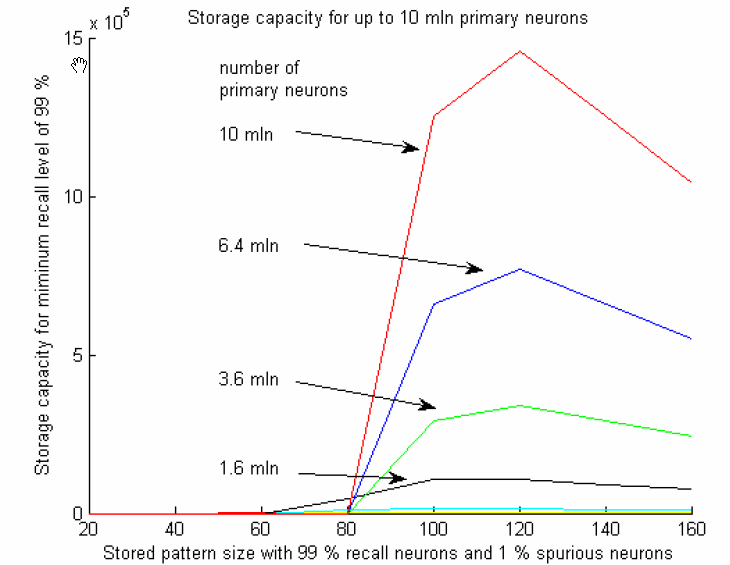 Storage capacity for up to 10 mln primary neurons
x 10^5
15
10
5
0
Storage capacity for miminum recall level of 99 %
number of
primary neurons
10 mln
6.4 mln
3.6 mln
1.6 mln
20 40 60 80 100 120 140 160
Stored pattern size with 99 % recall neurons and 1 % spurious neurons